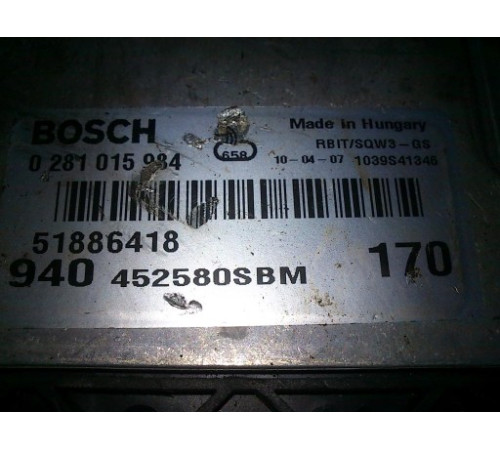 BOSCH
Made in Hungary
RBIT/SQW3-GS
0 281 015 984
658
10-04-07 1039S41346
51886418
940 452580SBM 170